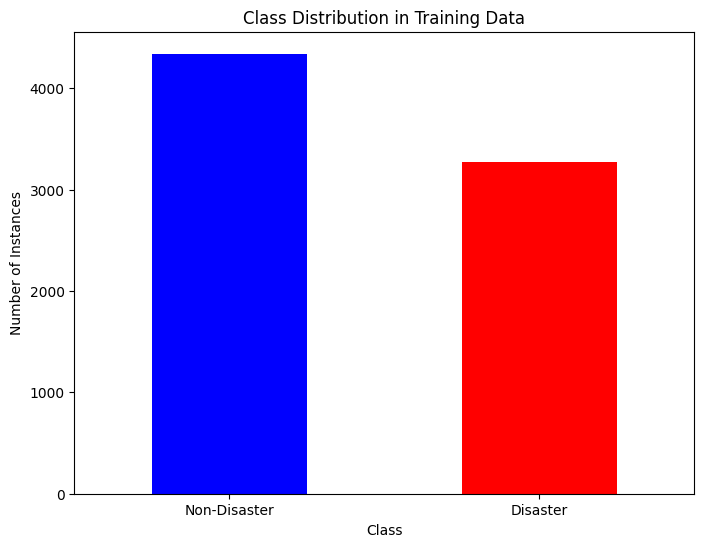 Class Distribution in Training Data
Number of Instances
4000
3000
2000
1000
0
Non-Disaster
Disaster
Class